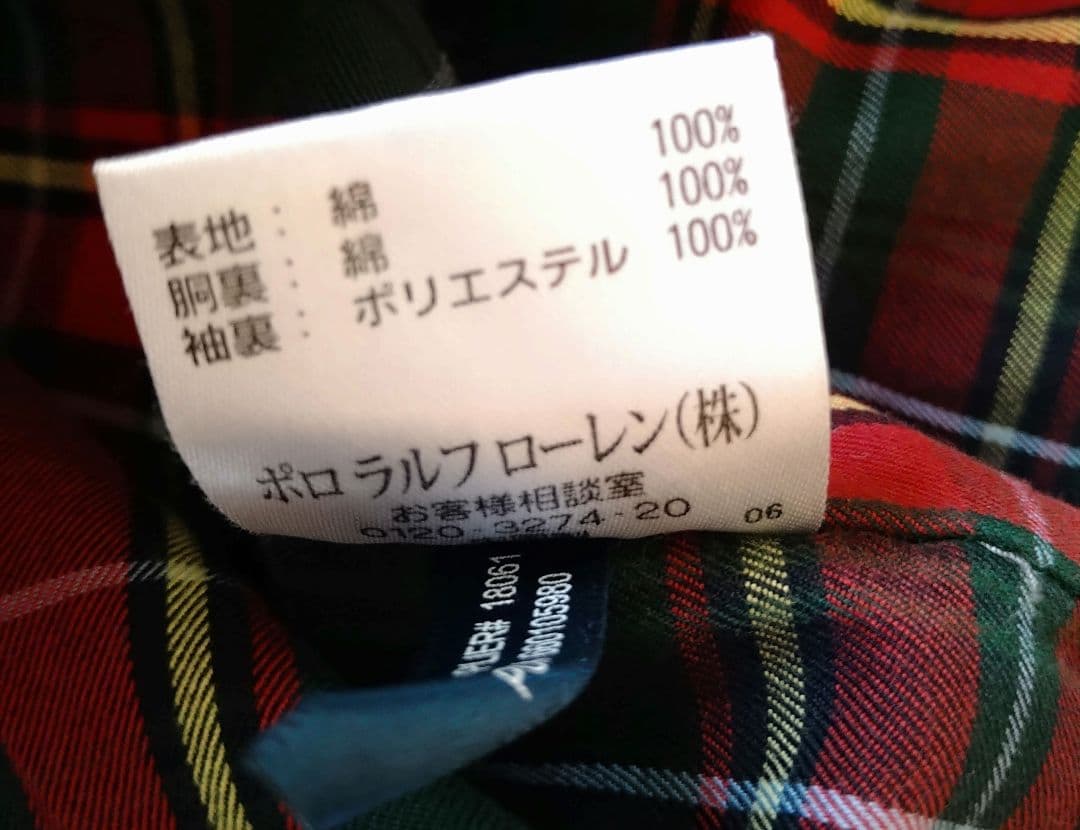 表地： 綿 100%
胴裏： 綿 100%
袖裏： ポリエステル 100%
ポロ ラルフ ローレン(株)
お客様相談室
0120-3274-20 06
18061